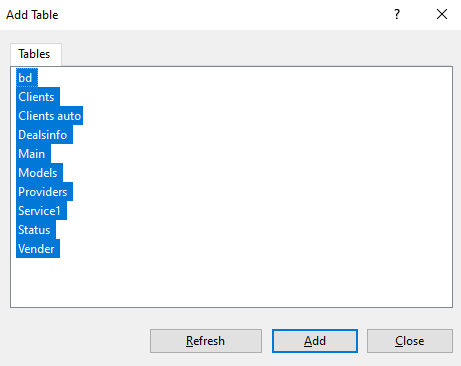 Add Table
?
Tables
bd
Clients
Clients auto
Dealsinfo
Main
Models
Providers
Service1
Status
Vender
Refresh
Add
Close